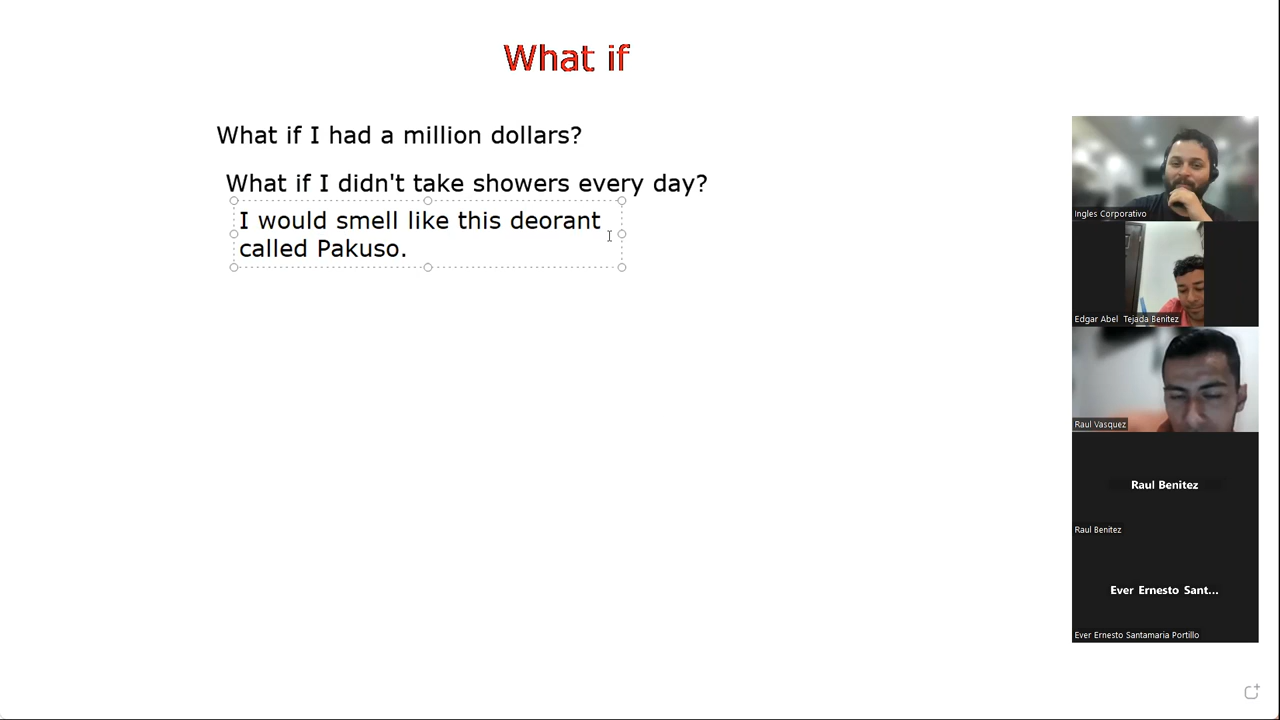 What if
What if I had a million dollars?
What if I didn't take showers every day?
I would smell like this deorant
called Pakuso.
Ingles Corporativo
Edgar Abel Tejada Benitez
Raul Vasquez
Raul Benitez
Raul Benitez
Ever Ernesto Sant...
Ever Ernesto Santamaria Portillo